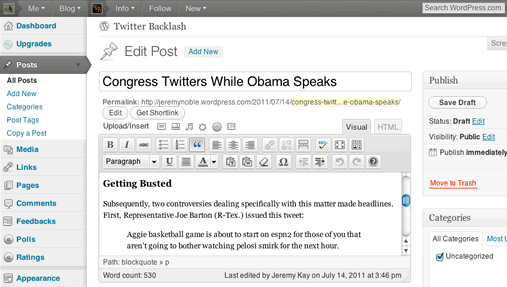 Me Blog Info Follow New Search WordPress.com
Dashboard
Upgrades
Posts
All Posts
Add New
Categories
Post Tags
Copy a Post
Media
Links
Pages
Comments
Feedbacks
Polls
Ratings
Appearance
Twitter Backlash
Edit Post Add New
Congress Twitters While Obama Speaks
Permalink: http://jeremynoble.wordpress.com/2011/07/14/congress-twitt...e-obama-speaks/
Edit Get Shortlink
Upload/Insert Visual HTML
B I ABC
Paragraph U A Ω
Getting Busted
Subsequently, two controversies dealing specifically with this matter made headlines.
First, Representative Joe Barton (R-Tex.) issued this tweet:
Aggie basketball game is about to start on espn2 for those of you that
aren't going to bother watching pelosi smirk for the next hour.
Path: blockquote » p
Word count: 530 Last edited by Jeremy Kay on July 14, 2011 at 3:46 pm
Scree
Publish
Save Draft
Status: Draft Edit
Visibility: Public Edit
Publish immediately
Move to Trash
Categories
All Categories Most U
Uncategorized